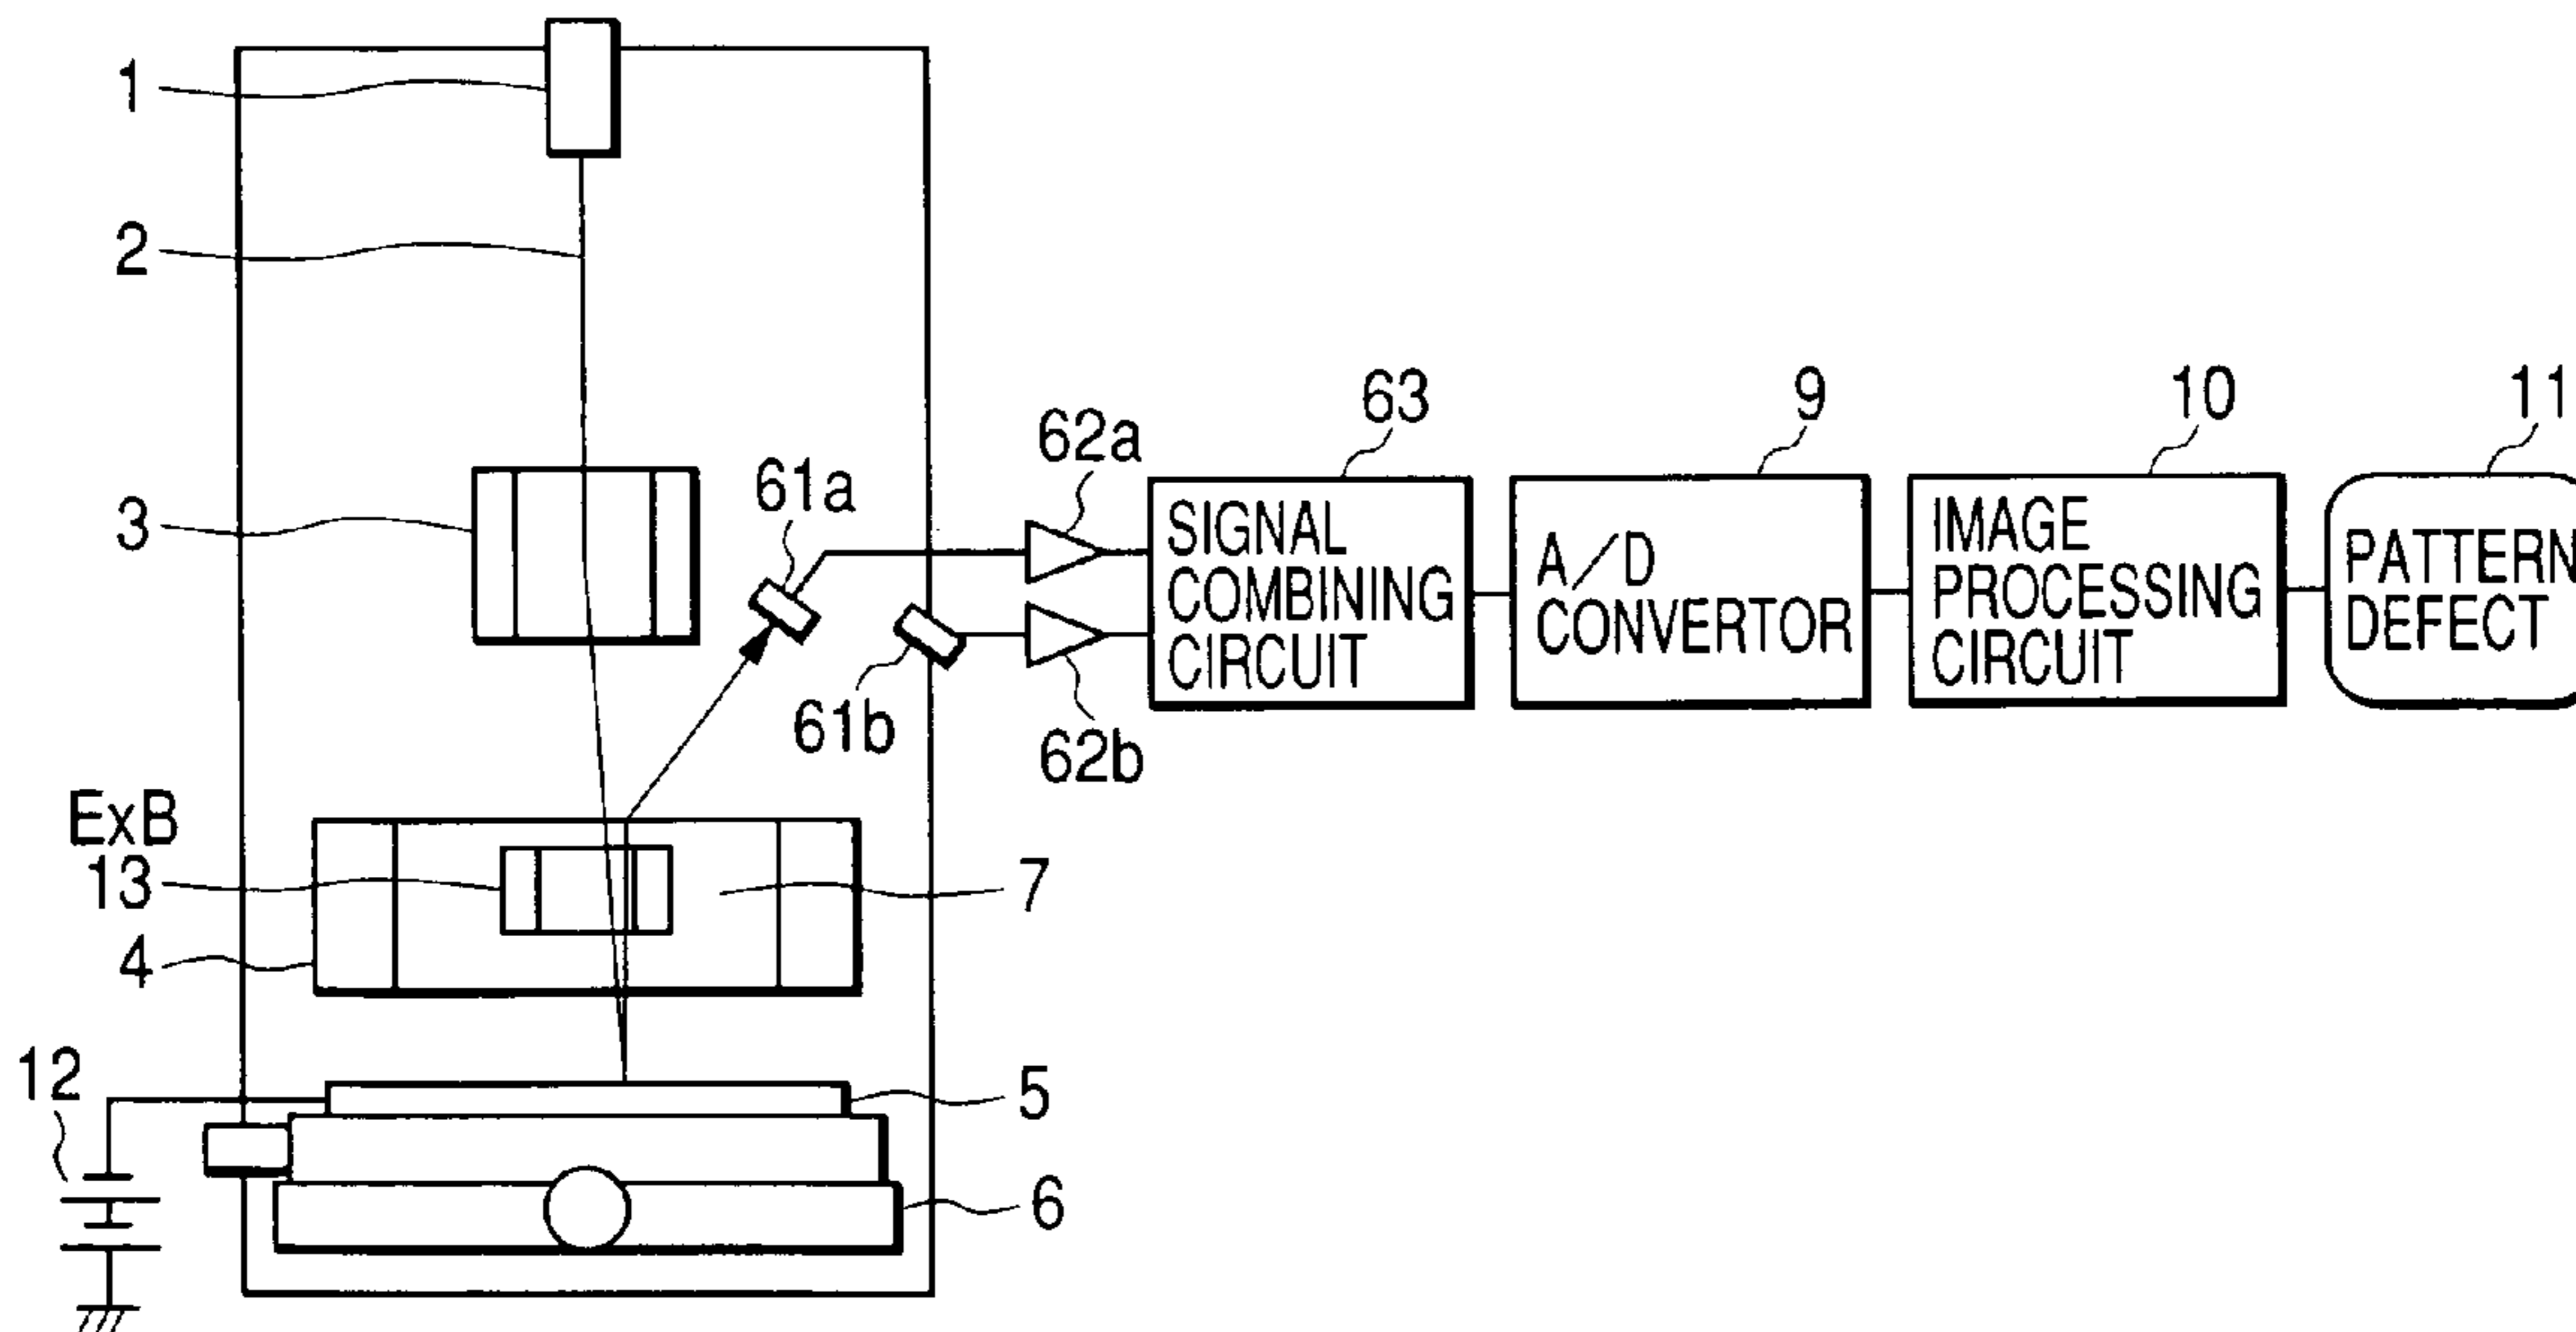 1
2
3
61a
61b
62a
62b
63
SIGNAL
COMBINING
CIRCUIT
9
A/D
CONVERTOR
10
IMAGE
PROCESSING
CIRCUIT
11
PATTERN
DEFECT
ExB
13
4
7
12
5
6